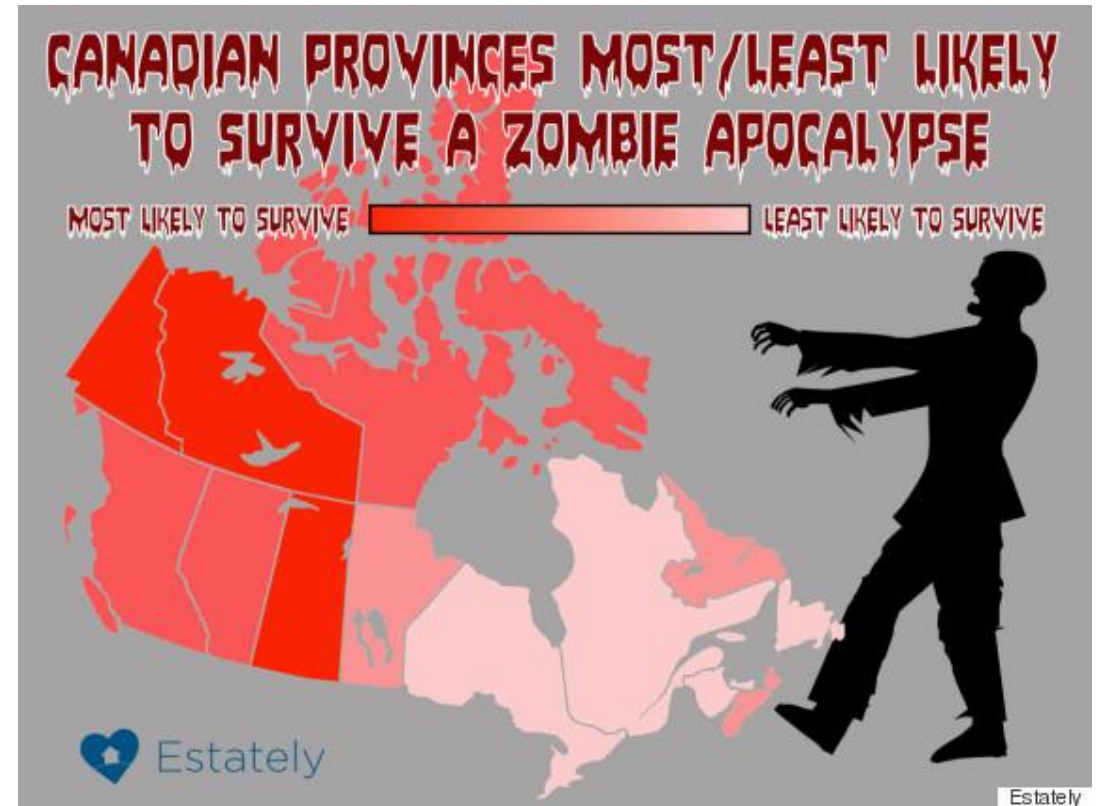 CANADIAN PROVINCES MOST/LEAST LIKELY
TO SURVIVE A ZOMBIE APOCALYPSE
MOST LIKELY TO SURVIVE
LEAST LIKELY TO SURVIVE
Estately
Estately